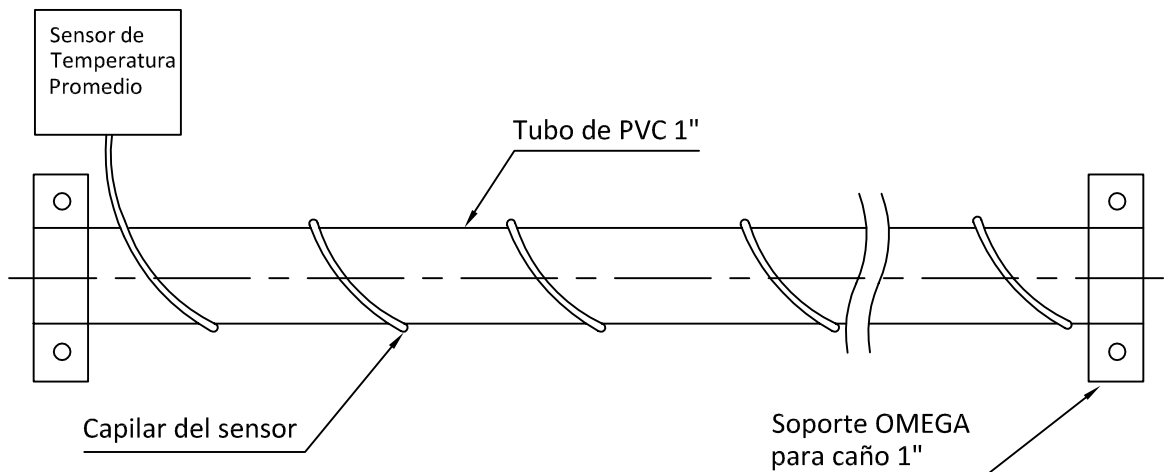 Sensor de
Temperatura
Promedio
Tubo de PVC 1"
Capilar del sensor
Soporte OMEGA
para caño 1"